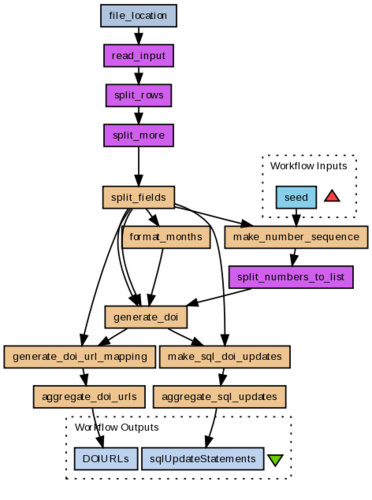 file_location
read_input
split_rows
split_more
Workflow Inputs
split_fields
seed
format_months
make_number_sequence
split_numbers_to_list
generate_doi
generate_doi_url_mapping
make_sql_doi_updates
aggregate_doi_urls
aggregate_sql_updates
Workflow Outputs
DOIURLs
sqlUpdateStatements